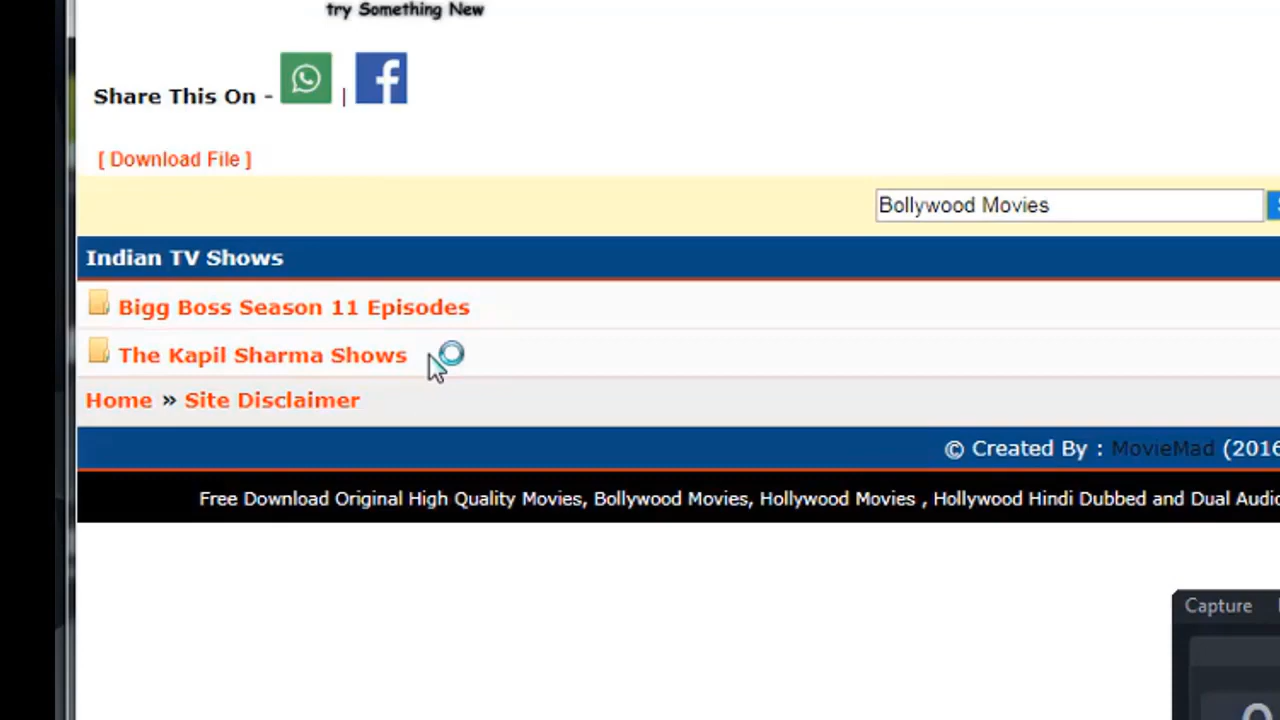 try Something New
Share This On - |
[ Download File ]
Bollywood Movies
Indian TV Shows
Bigg Boss Season 11 Episodes
The Kapil Sharma Shows
Home » Site Disclaimer
© Created By : MovieMad (2016
Free Download Original High Quality Movies, Bollywood Movies, Hollywood Movies , Hollywood Hindi Dubbed and Dual Audio
Capture